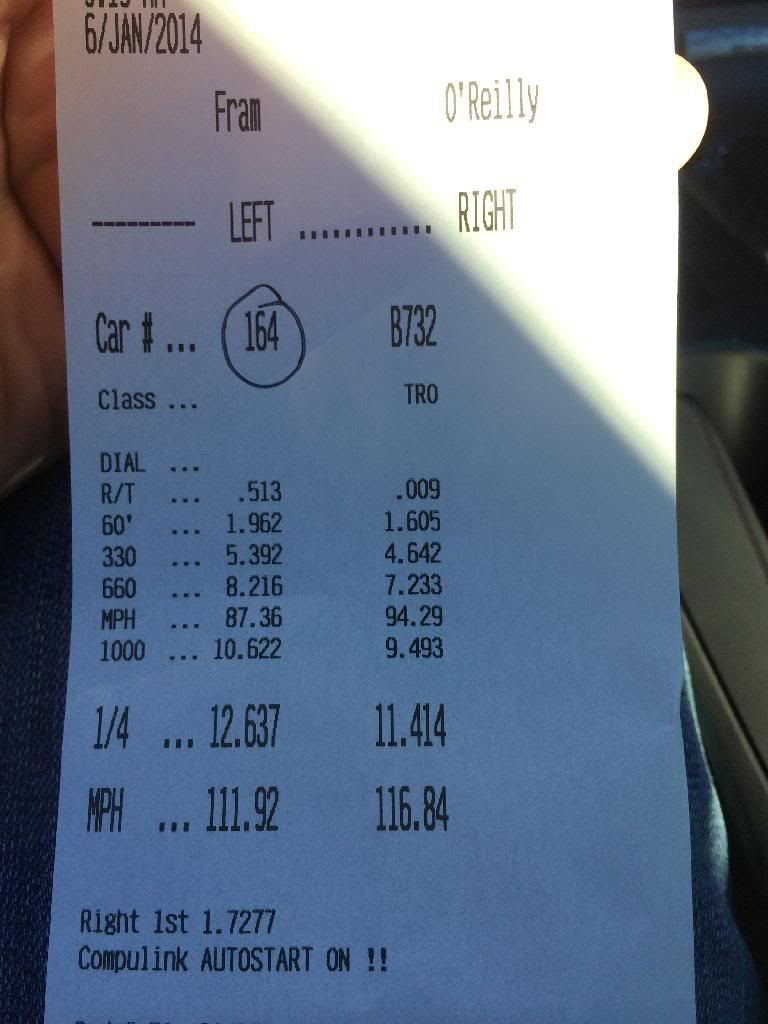 6/JAN/2014
Fram O'Reilly
--------- LEFT ............ RIGHT
Car # ... 164 B732
Class ... TRO
DIAL ...
R/T ... .513 .009
60' ... 1.962 1.605
330 ... 5.392 4.642
660 ... 8.216 7.233
MPH ... 87.36 94.29
1000 ... 10.622 9.493
1/4 ... 12.637 11.414
MPH ... 111.92 116.84
Right 1st 1.7277
Compulink AUTOSTART ON !!